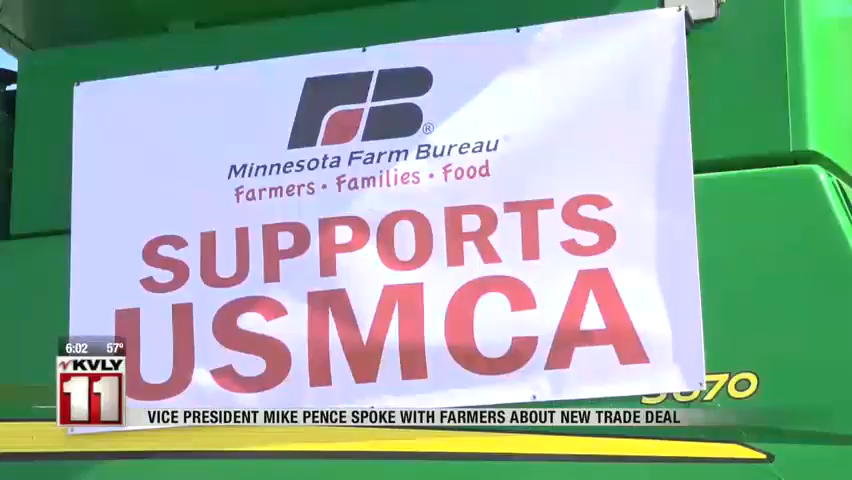 FB®
Minnesota Farm Bureau®
Farmers • Families • Food
SUPPORTS
USMCA
6:02 57°
KVLY
11
VICE PRESIDENT MIKE PENCE SPOKE WITH FARMERS ABOUT NEW TRADE DEAL